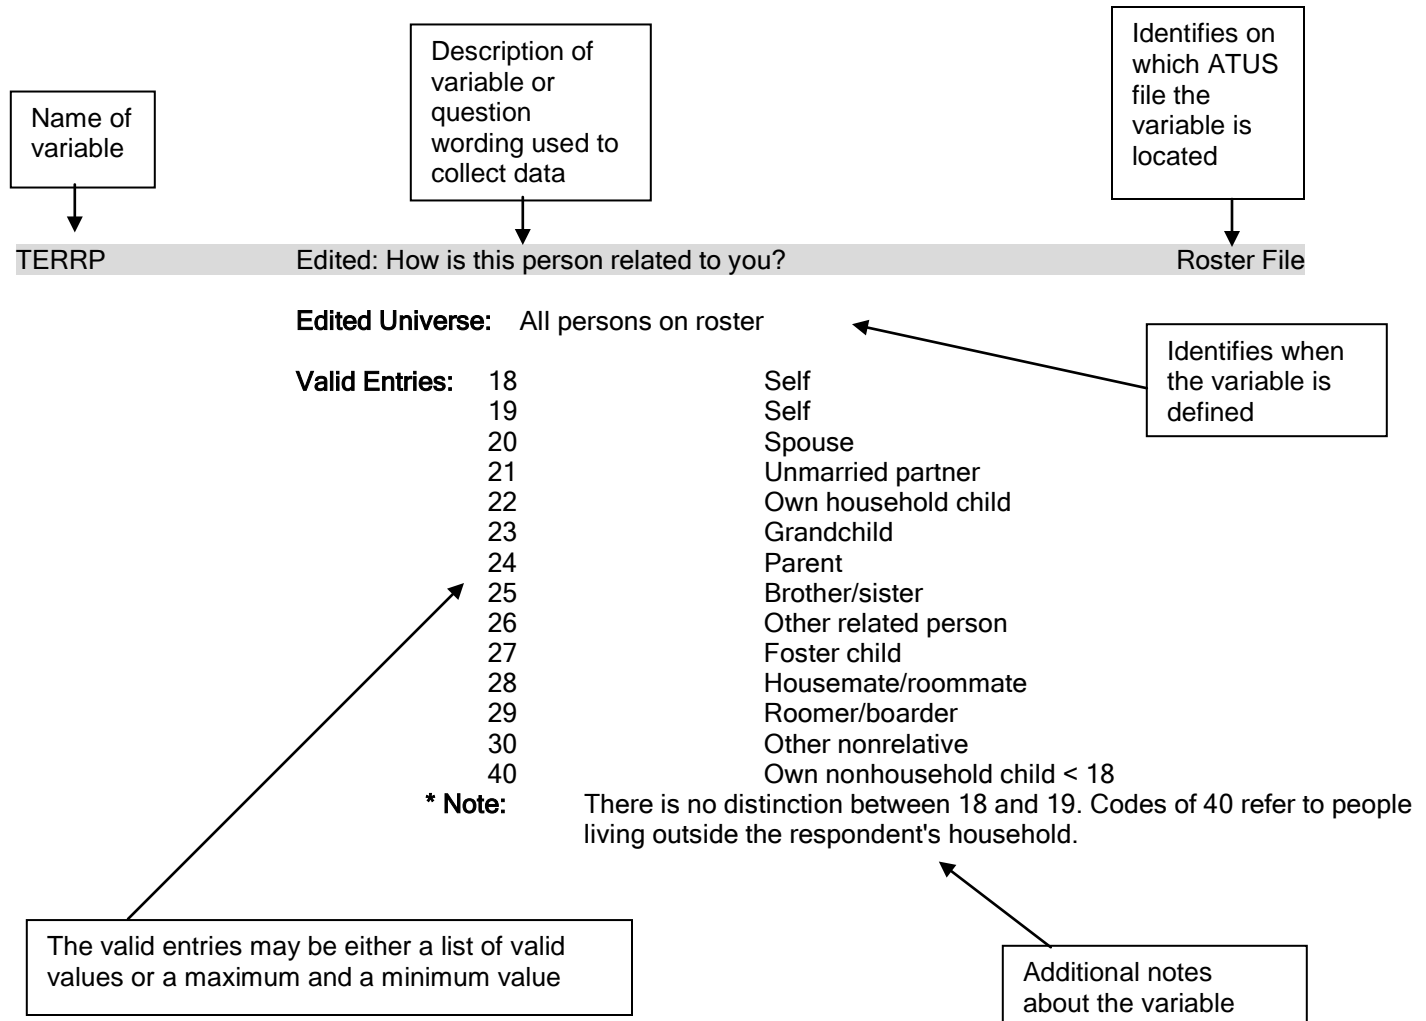 Name of
variable
Description of
variable or
question
wording used to
collect data
Identifies on
which ATUS
file the
variable is
located
TERRP Edited: How is this person related to you? Roster File
Edited Universe: All persons on roster
Identifies when
the variable is
defined
Valid Entries: 18 Self
19 Self
20 Spouse
21 Unmarried partner
22 Own household child
23 Grandchild
24 Parent
25 Brother/sister
26 Other related person
27 Foster child
28 Housemate/roommate
29 Roomer/boarder
30 Other nonrelative
40 Own nonhousehold child < 18
* Note: There is no distinction between 18 and 19. Codes of 40 refer to people
living outside the respondent's household.
The valid entries may be either a list of valid
values or a maximum and a minimum value
Additional notes
about the variable